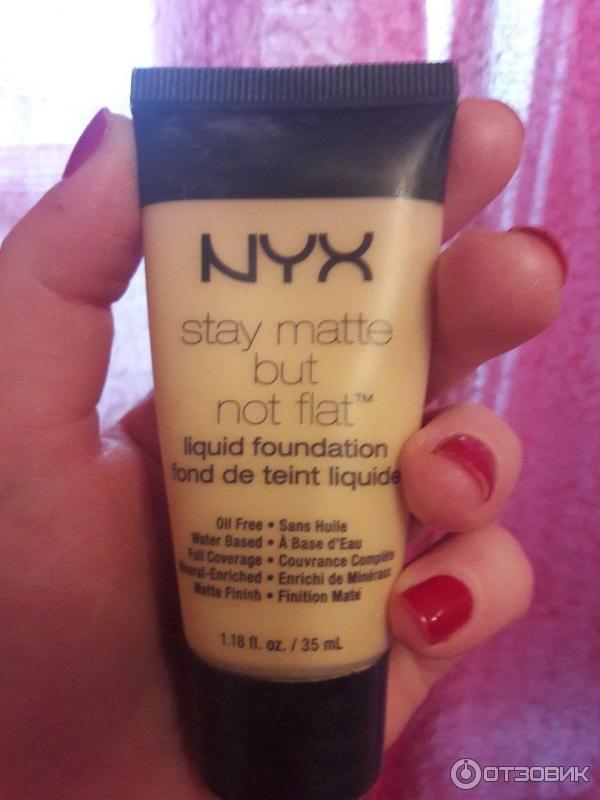 NYX
stay matte
but
not flat™
liquid foundation
fond de teint liquide
Oil Free • Sans Huile
Water Based • À Base d'Eau
Full Coverage • Couvrance Complète
Mineral-Enriched • Enrichi de Minéraux
Matte Finish • Finition Mate
1.18 fl. oz. / 35 mL
ОТЗОВИК